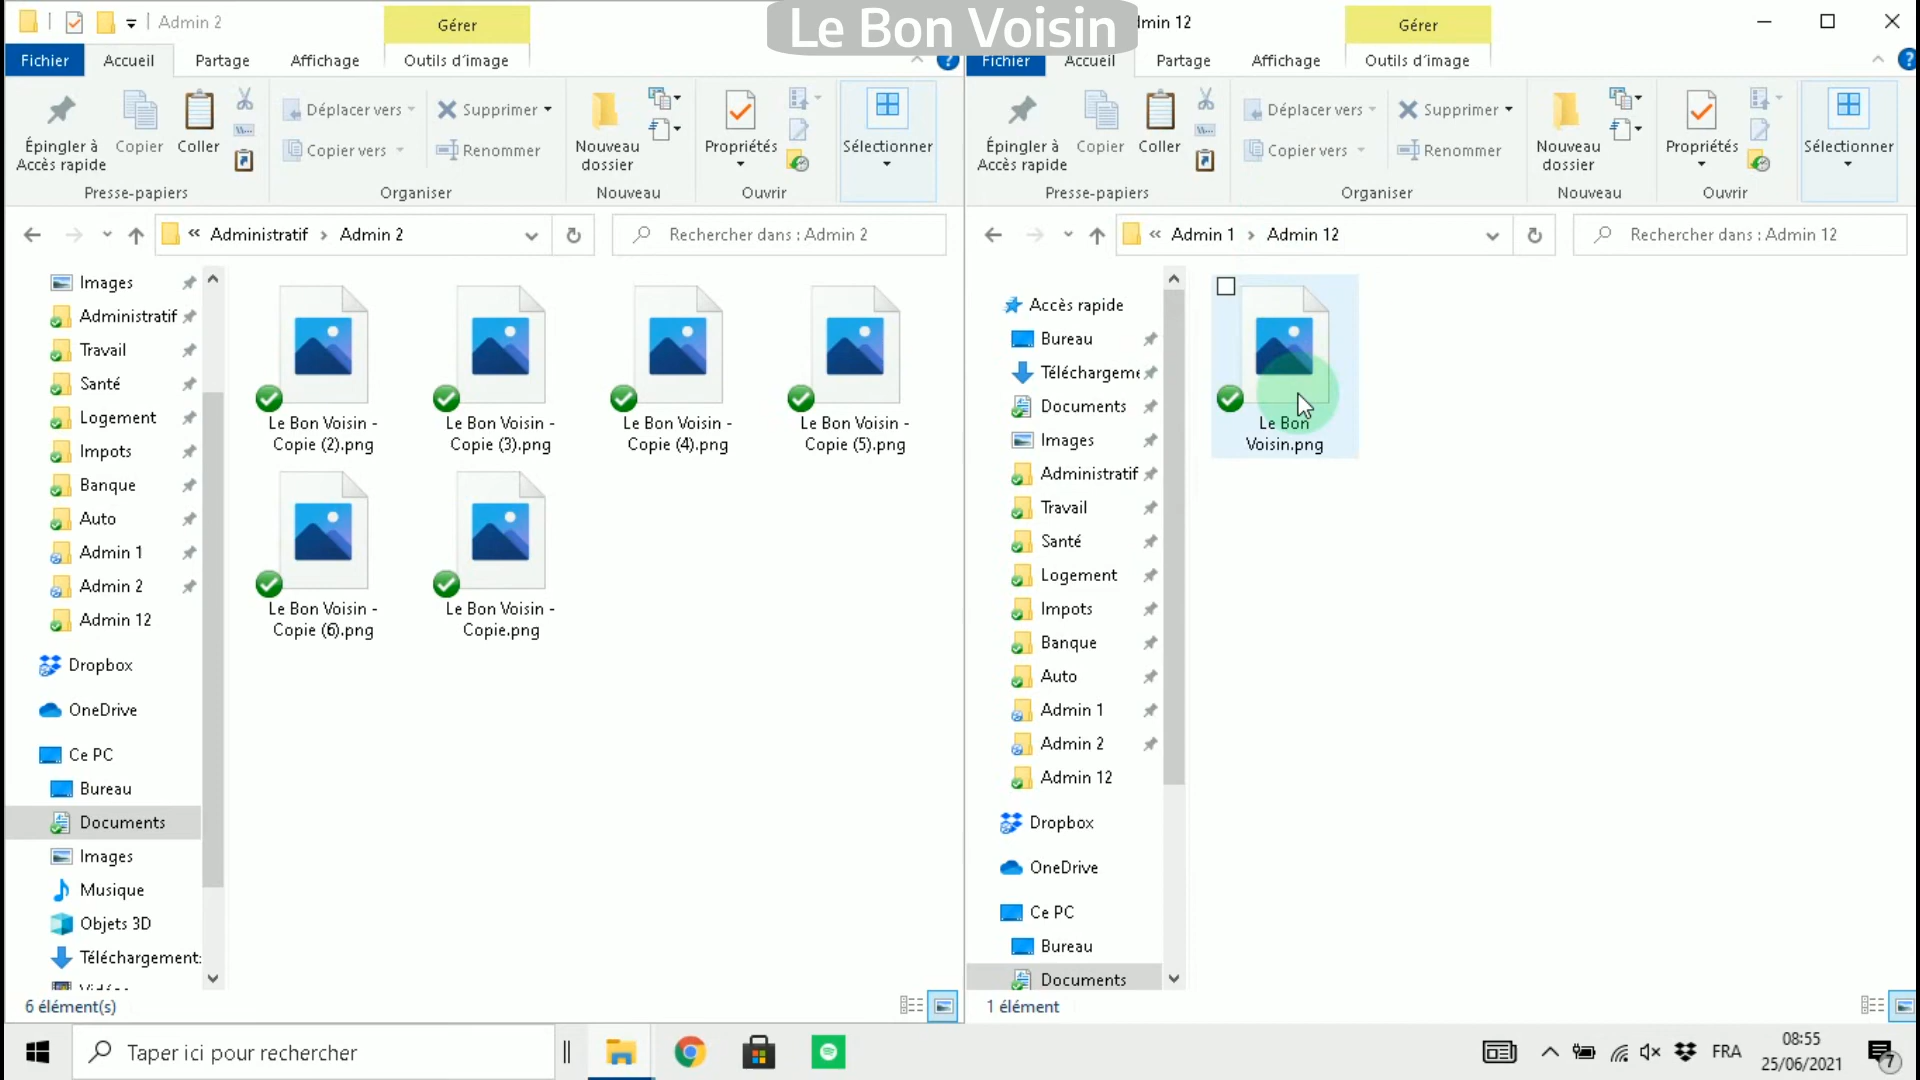 Le Bon Voisin
Admin 2
Gérer
Fichier
Accueil
Partage
Affichage
Outils d'image
Épingler à
Accès rapide
Copier
Coller
Déplacer vers
Copier vers
Supprimer
Renommer
Nouveau
dossier
Propriétés
Sélectionner
Presse-papiers
Organiser
Nouveau
Ouvrir
« Administratif › Admin 2
Rechercher dans : Admin 2
Images
Administratif
Travail
Santé
Logement
Impots
Banque
Auto
Admin 1
Admin 2
Admin 12
Dropbox
OneDrive
Ce PC
Bureau
Documents
Images
Musique
Objets 3D
Téléchargement
Le Bon Voisin -
Copie (2).png
Le Bon Voisin -
Copie (3).png
Le Bon Voisin -
Copie (4).png
Le Bon Voisin -
Copie (5).png
Le Bon Voisin -
Copie (6).png
Le Bon Voisin -
Copie.png
6 élément(s)
min 12
Gérer
Fichier
Accueil
Partage
Affichage
Outils d'image
?
Épingler à
Accès rapide
Copier
Coller
Déplacer vers
Copier vers
Supprimer
Renommer
Nouveau
dossier
Propriétés
Sélectionner
Presse-papiers
Organiser
Nouveau
Ouvrir
« Admin 1 › Admin 12
Rechercher dans : Admin 12
Accès rapide
Bureau
Téléchargeme
Documents
Images
Administratif
Travail
Santé
Logement
Impots
Banque
Auto
Admin 1
Admin 2
Admin 12
Dropbox
OneDrive
Ce PC
Bureau
Documents
Le Bon
Voisin.png
1 élément
Taper ici pour rechercher
FRA
08:55
25/06/2021
7